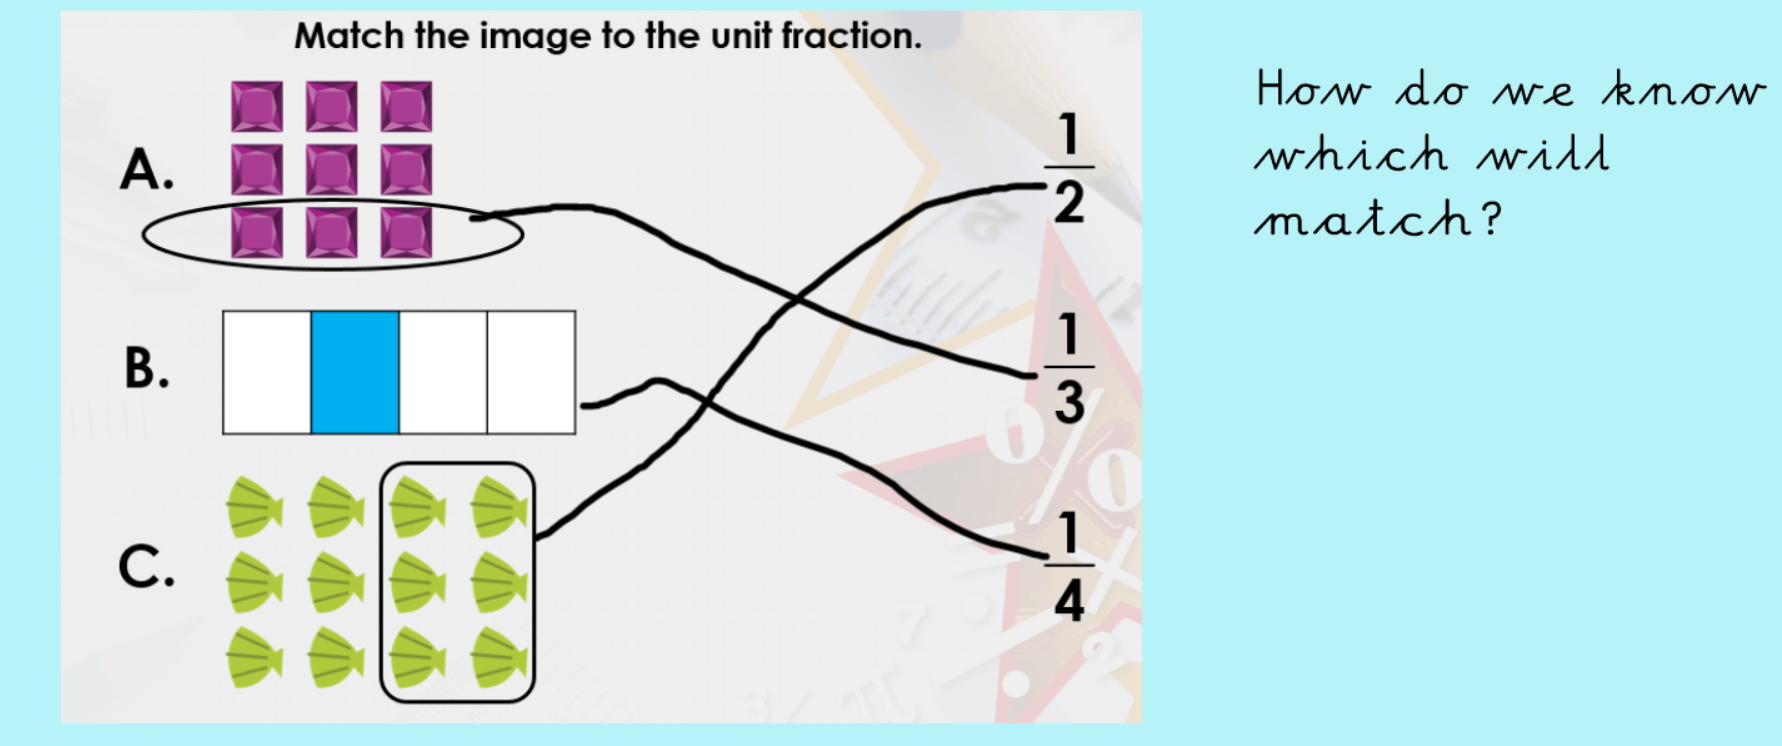 Match the image to the unit fraction.
A.
B.
C.
1
2
1
3
1
4
How do we know
which will
match?